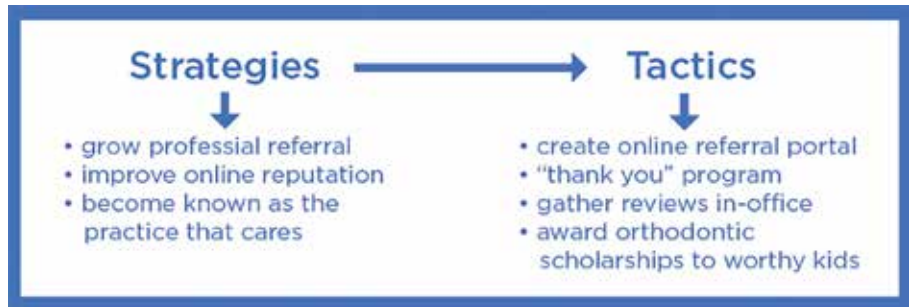 Strategies
• grow professial referral
• improve online reputation
• become known as the
practice that cares
Tactics
• create online referral portal
• “thank you” program
• gather reviews in-office
• award orthodontic
scholarships to worthy kids